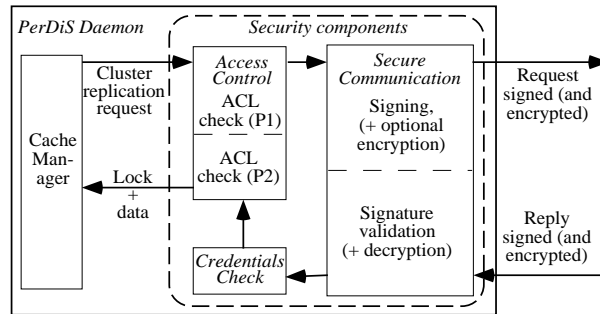 PerDiS Daemon
Security components
Cache
Man-
ager
Cluster
replication
request
Lock
+
data
Access
Control
ACL
check (P1)
ACL
check (P2)
Credentials
Check
Secure
Communication
Signing,
(+ optional
encryption)
Signature
validation
(+ decryption)
Request
signed (and
encrypted)
Reply
signed (and
encrypted)